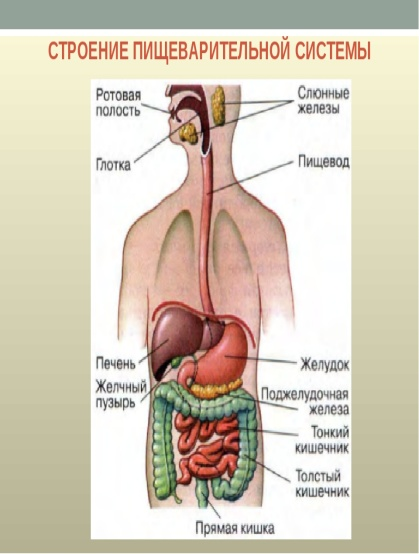 СТРОЕНИЕ ПИЩЕВАРИТЕЛЬНОЙ СИСТЕМЫ
Ротовая
полость
Слюнные
железы
Глотка
Пищевод
Печень
Желчный
пузырь
Желудок
Поджелудочная
железа
Тонкий
кишечник
Толстый
кишечник
Прямая кишка